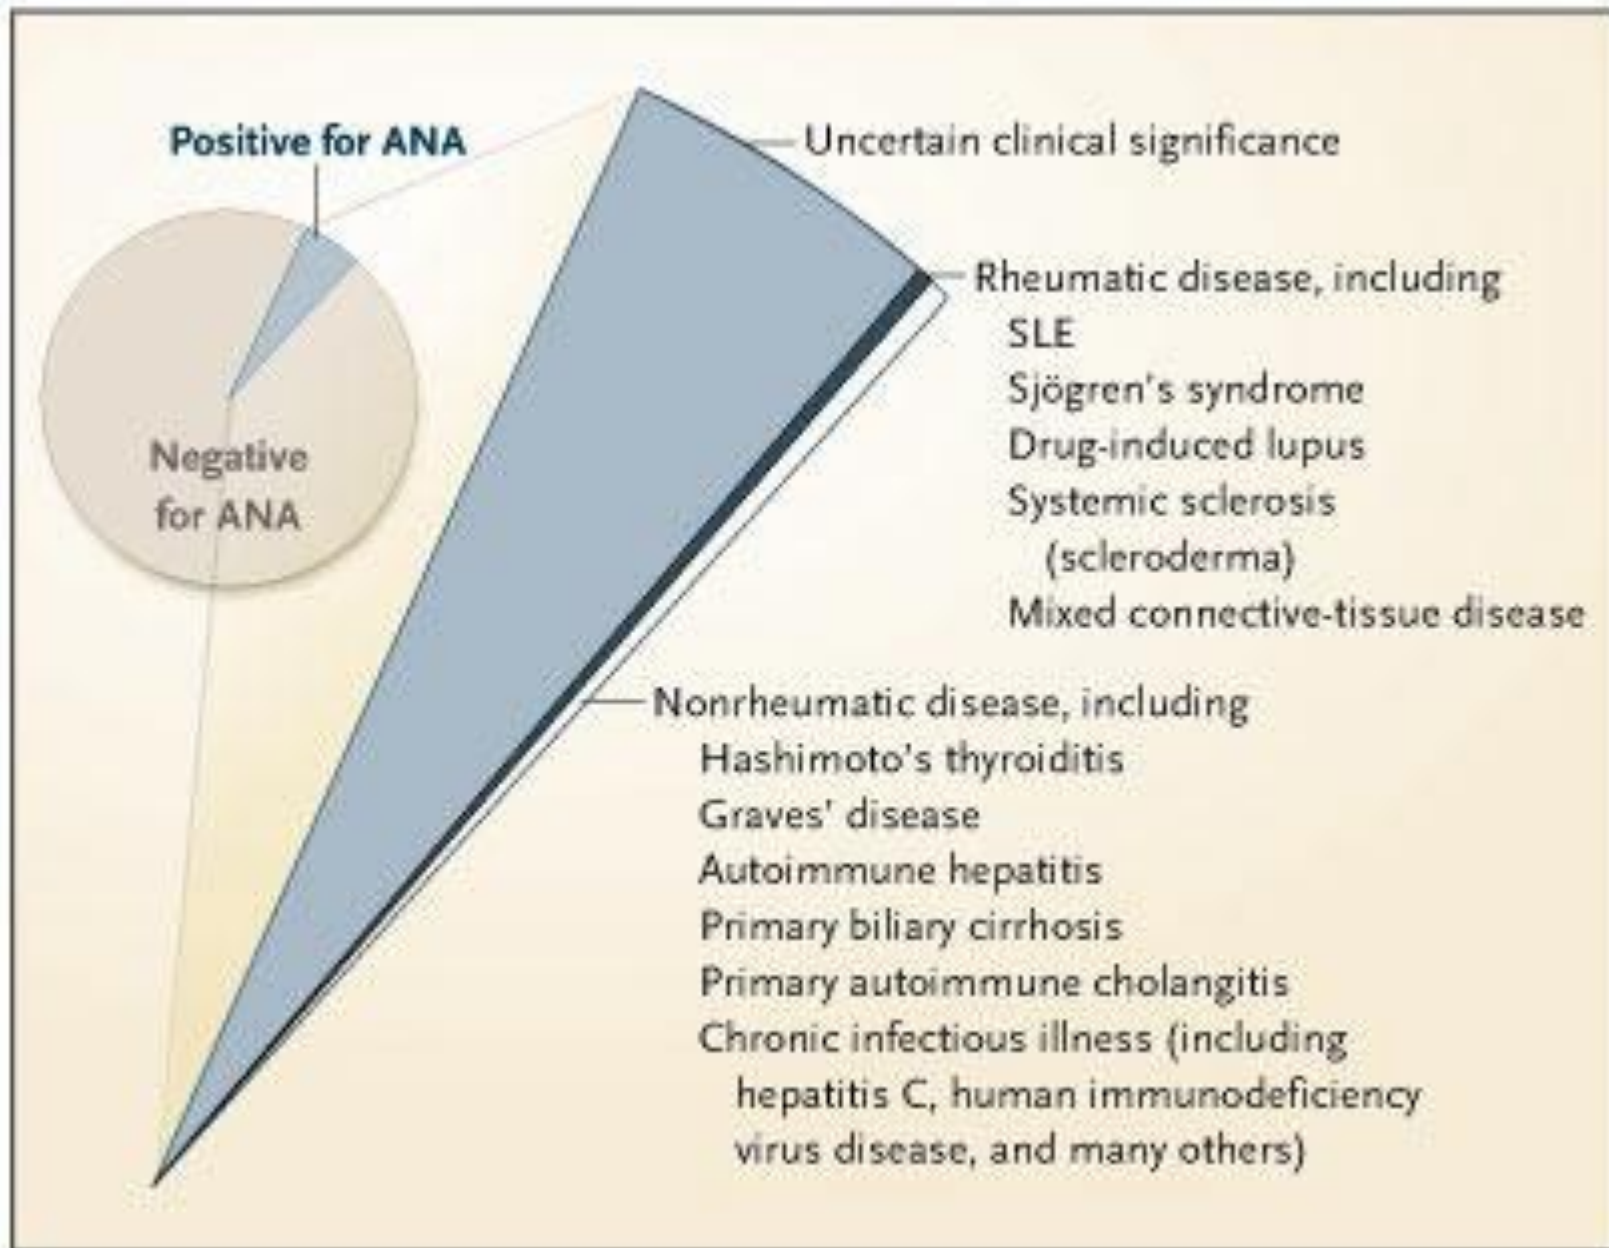 Positive for ANA
Negative
for ANA
Uncertain clinical significance
Rheumatic disease, including
SLE
Sjögren's syndrome
Drug-induced lupus
Systemic sclerosis
(scleroderma)
Mixed connective-tissue disease
Nonrheumatic disease, including
Hashimoto's thyroiditis
Graves' disease
Autoimmune hepatitis
Primary biliary cirrhosis
Primary autoimmune cholangitis
Chronic infectious illness (including
hepatitis C, human immunodeficiency
virus disease, and many others)